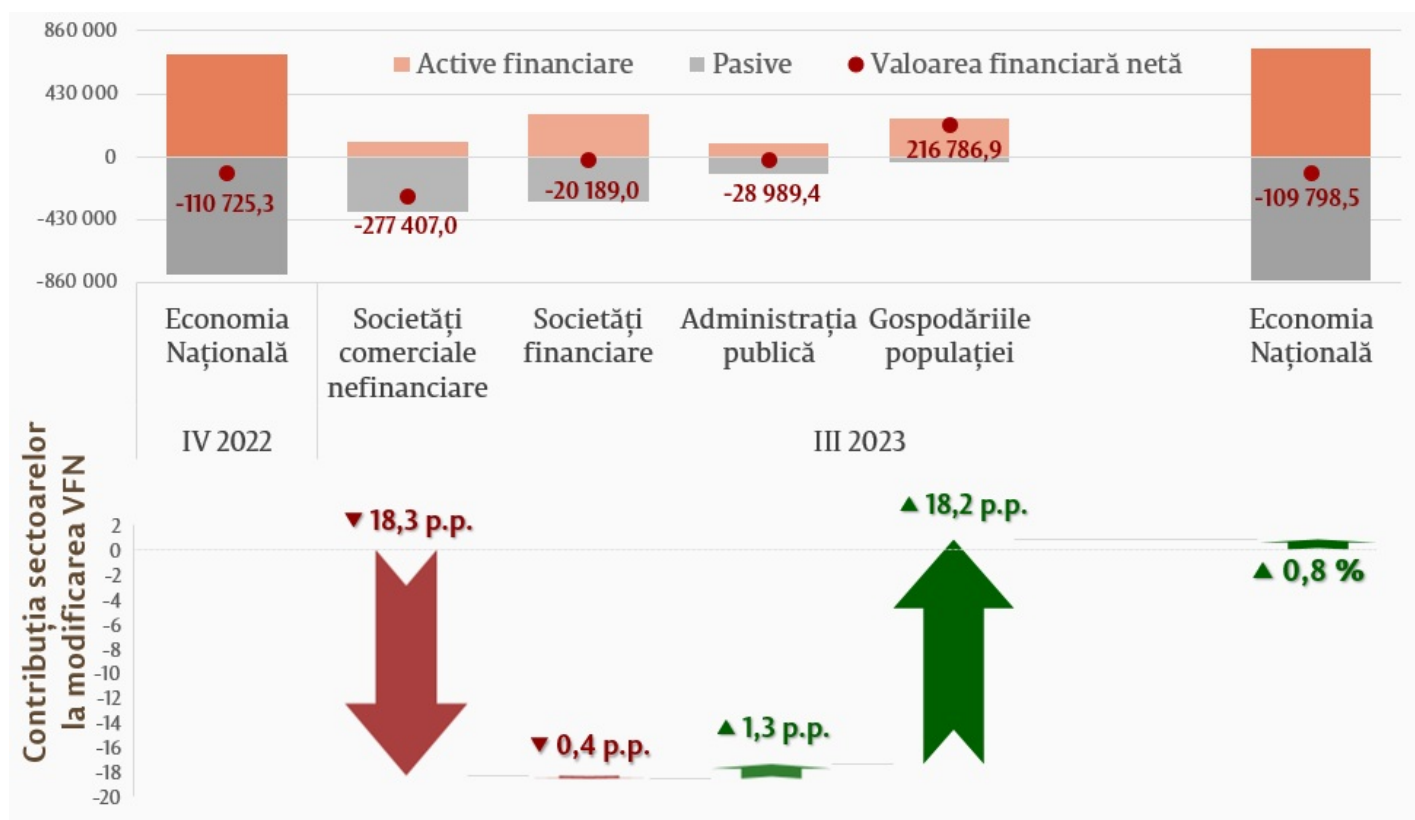 860 000
430 000
0
-430 000
-860 000
Active financiare
Pasive
Valoarea financiară netă
-110 725,3
-277 407,0
-20 189,0
-28 989,4
216 786,9
-109 798,5
Economia
Națională
Societăți
comerciale
nefinanciare
Societăți
financiare
Administrația
publică
Gospodăriile
populației
Economia
Națională
IV 2022
III 2023
Contribuția sectoarelor
la modificarea VFN
2
0
-2
-4
-6
-8
-10
-12
-14
-16
-18
-20
▼ 18,3 p.p.
▼ 0,4 p.p.
▲ 1,3 p.p.
▲ 18,2 p.p.
▲ 0,8 %